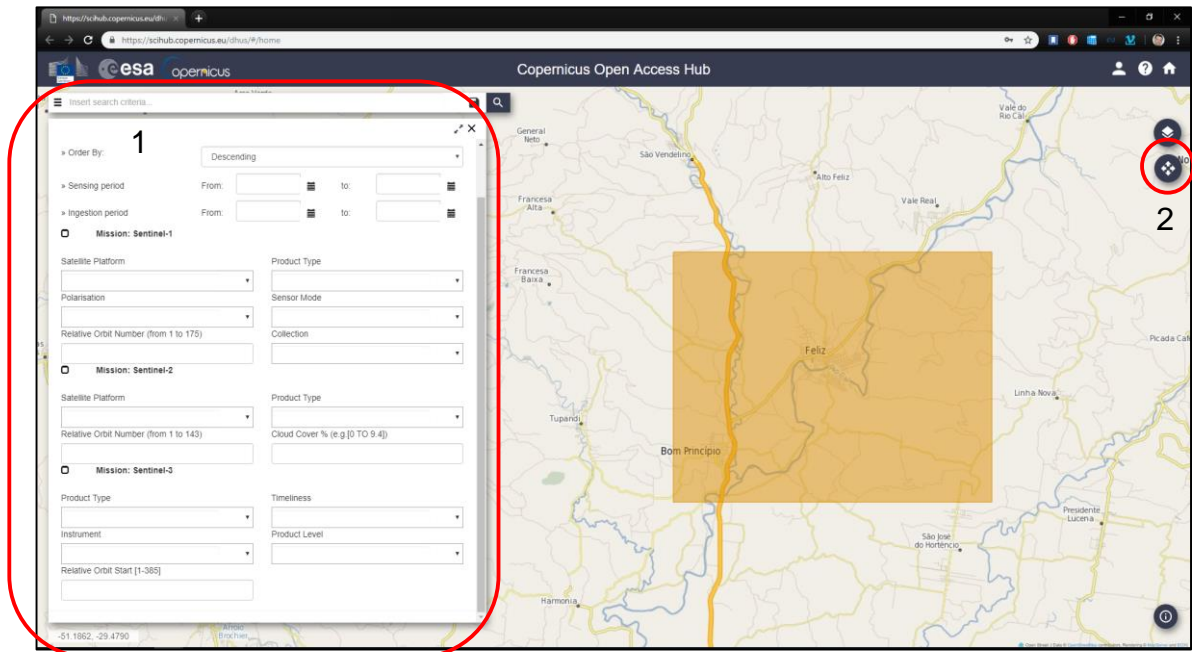 https://scihub.copernicus.eu/dhu
https://scihub.copernicus.eu/dhus/#/home
esa opernicus
Copernicus Open Access Hub
Insert search criteria...
1
» Order By: Descending
» Sensing period From: to:
» Ingestion period From: to:
Mission: Sentinel-1
Satellite Platform Product Type
Polarisation Sensor Mode
Relative Orbit Number (from 1 to 175) Collection
Mission: Sentinel-2
Satellite Platform Product Type
Relative Orbit Number (from 1 to 143) Cloud Cover % (e.g.[0 TO 9.4])
Mission: Sentinel-3
Product Type Timeliness
Instrument Product Level
Relative Orbit Start [1-385]
-51.1862, -29.4790
Vale do
Rio Caí
General
Neto
São Vendelino
Alto Feliz
No
2
Francesa
Alta
Vale Real
Francesa
Baixa
Feliz
Picada Caf
Linha Nova
Tupandi
Bom Princípio
Presidente
Lucena
São José
do Hortêncio
Harmonia
Arroio
Brochier